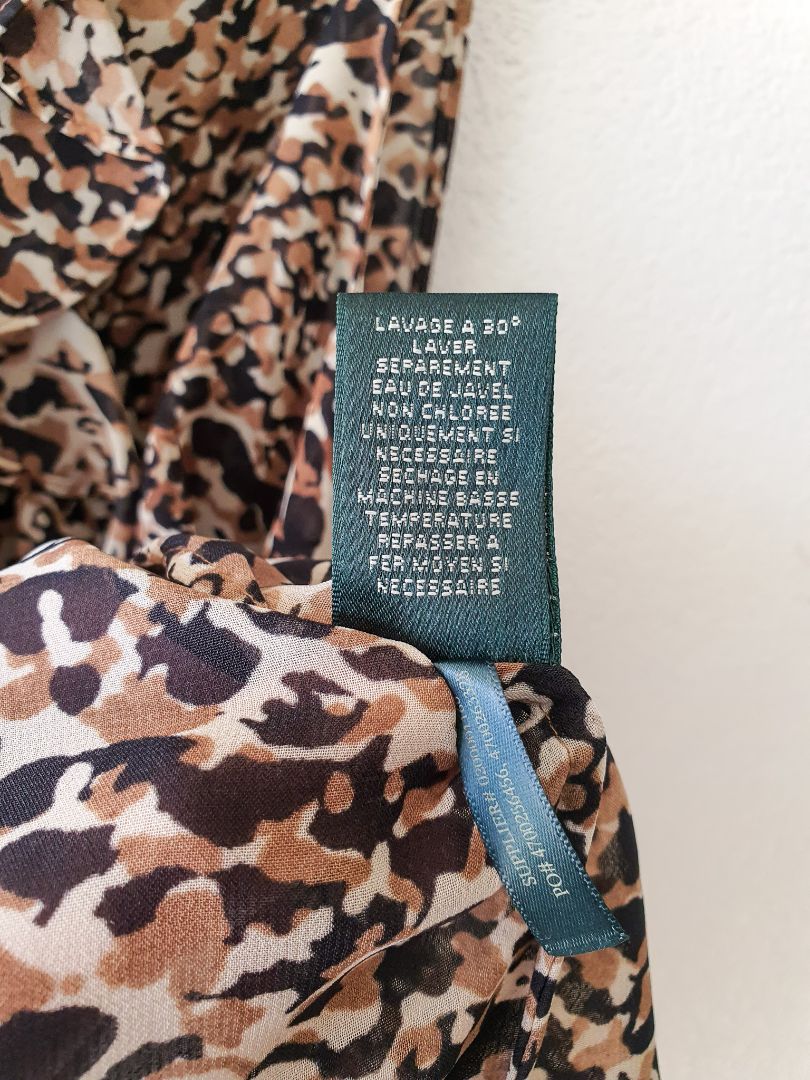 LAVAGE A 30°
LAVER
SEPAREMENT
EAU DE JAVEL
NON CHLOREE
UNIQUEMENT SI
NECESSAIRE
SECHAGE EN
MACHINE BASSE
TEMPERATURE
REPASSER A
FER MOYEN SI
NECESSAIRE
SUPPLIER#
PO# 4700256456